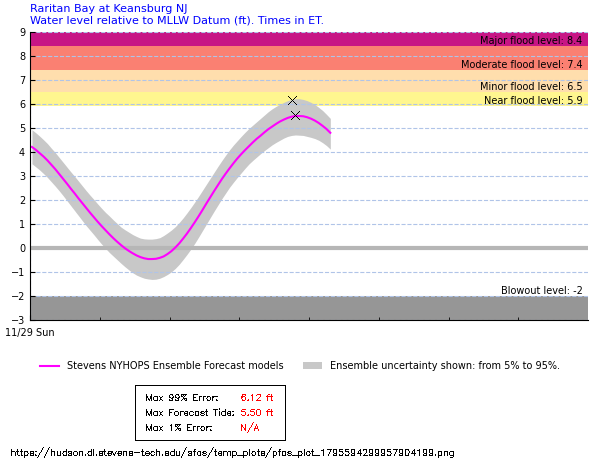 Raritan Bay at Keansburg NJ
Water level relative to MLLW Datum (ft). Times in ET.
9
Major flood level: 8.4
8
Moderate flood level: 7.4
7
Minor flood level: 6.5
6
Near flood level: 5.9
5
4
3
2
1
0
−1
Blowout level: -2
−2
−3
11/29 Sun
Stevens NYHOPS Ensemble Forecast models
Ensemble uncertainty shown: from 5% to 95%.
Max 99% Error: 6.12 ft
Max Forecast Tide: 5.50 ft
Max 1% Error: N/A
https://hudson.dl.stevens-tech.edu/sfas/temp_plots/pfas_plot_1795594299957904199.png